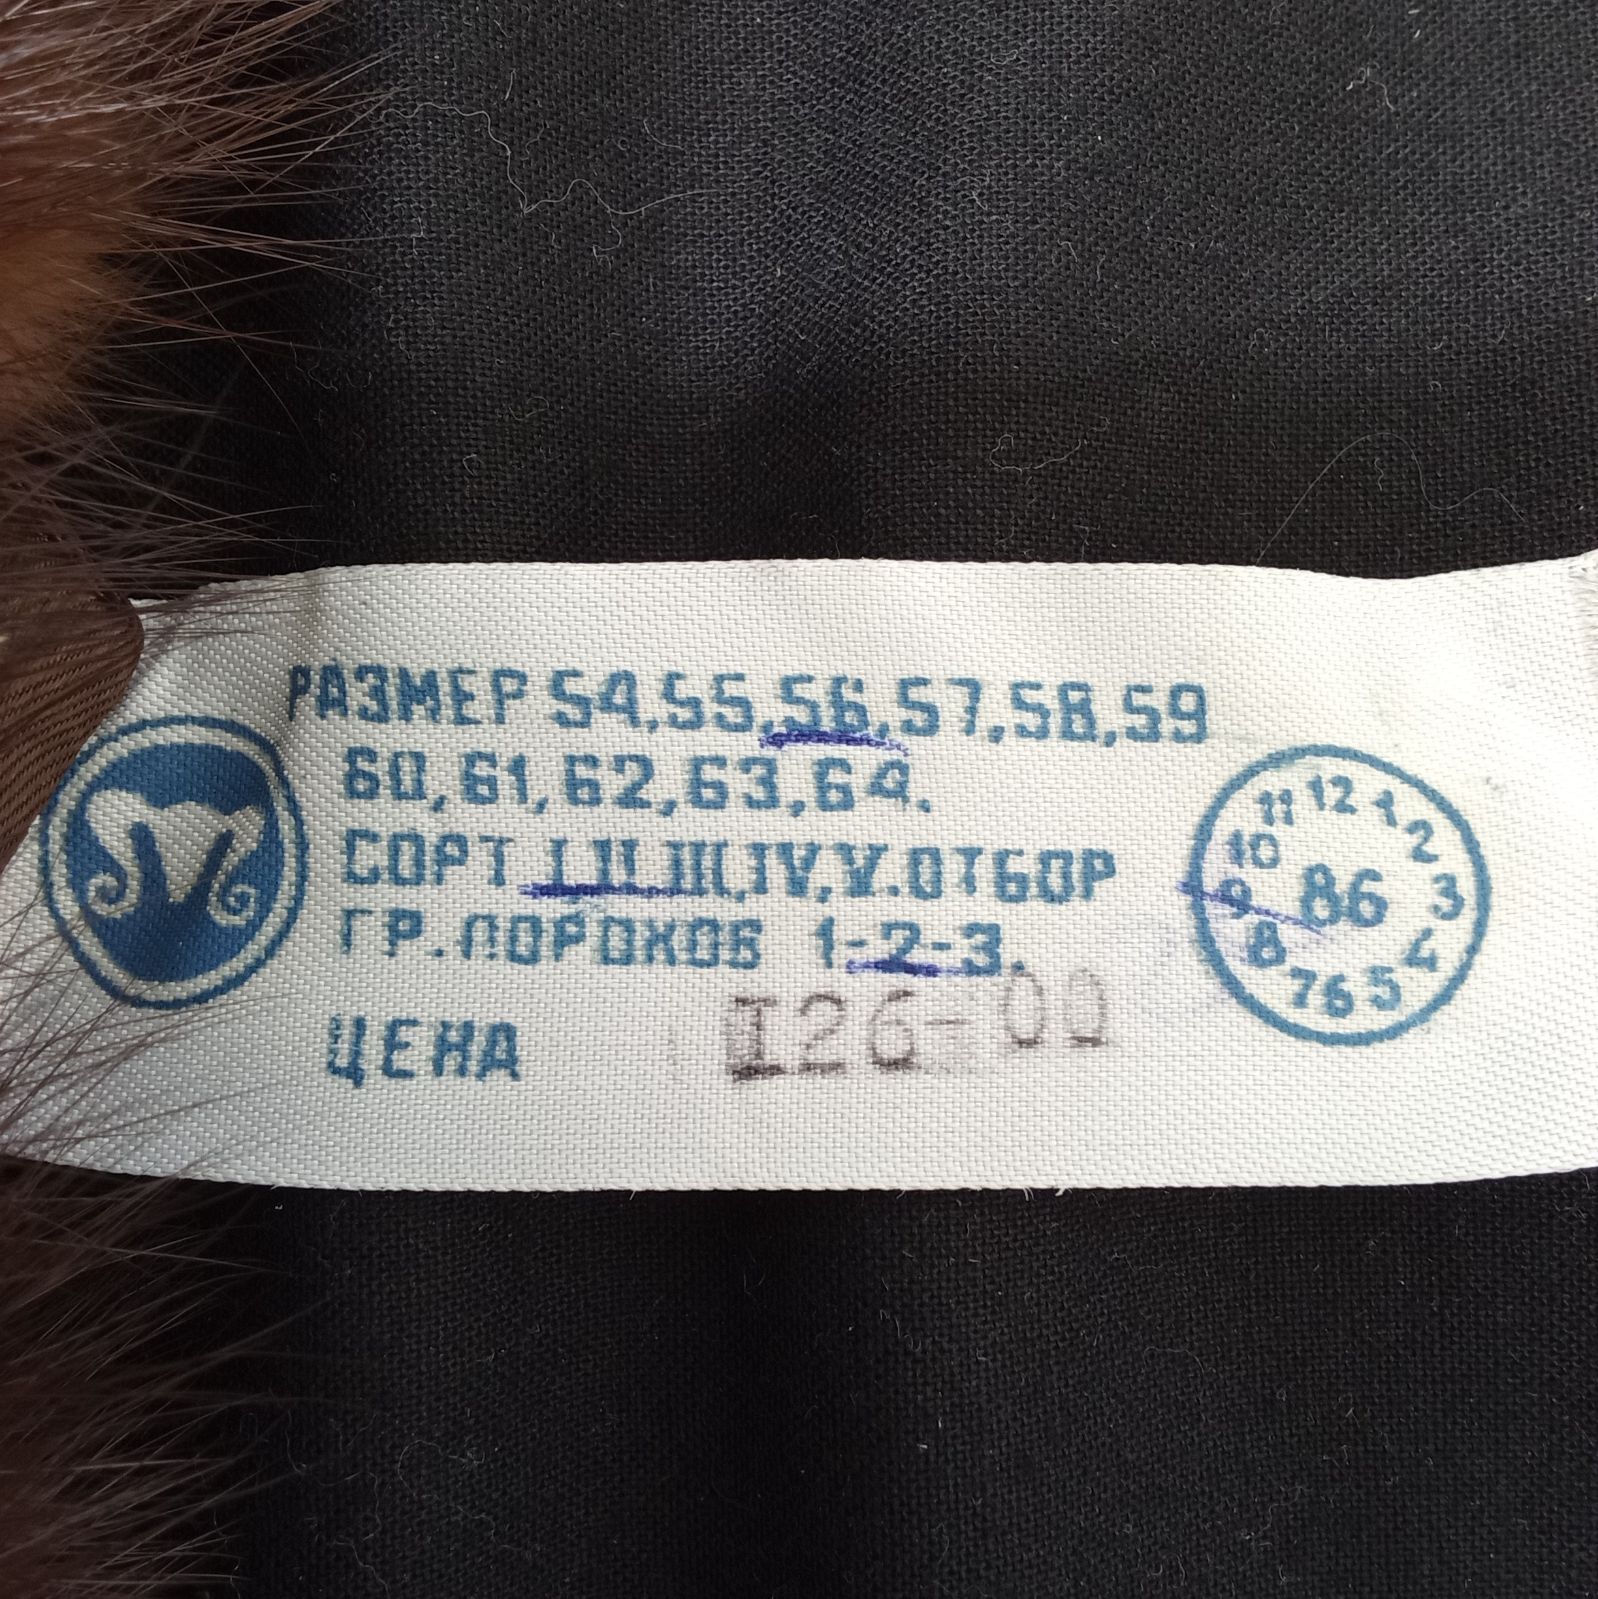 РАЗМЕР 54,55,56,57,58,59
60,61,62,63,64.
СОРТ I II III,IV,V.ОТБОР
ГР.ПОРОКОВ 1-2-3.
ЦЕНА I26-00
12 1 2 3 4 5 6 7 8 9 10 11
86